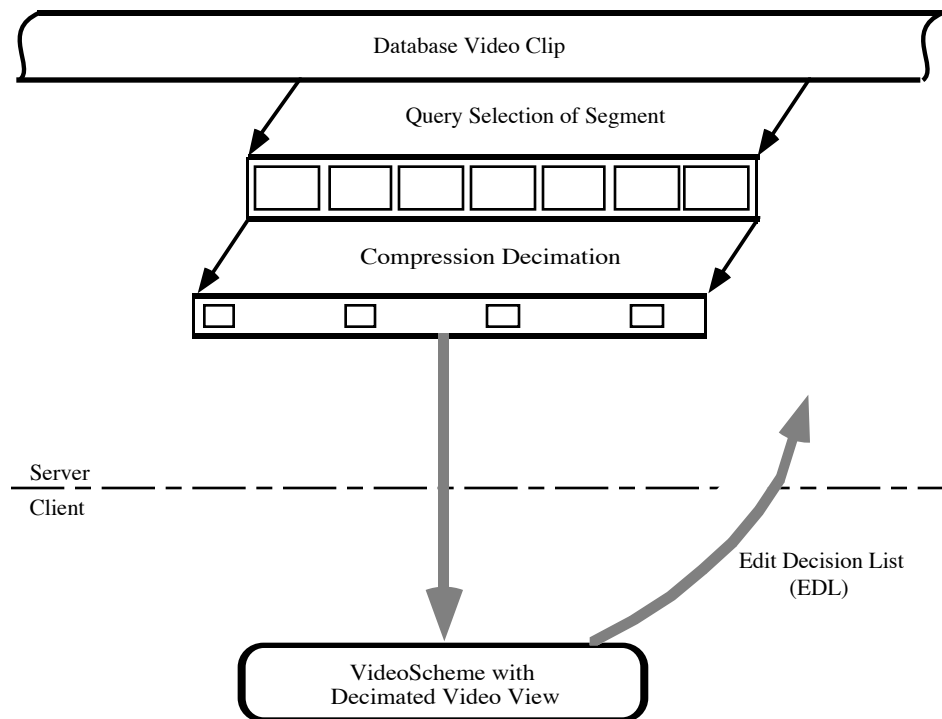 Database Video Clip
Query Selection of Segment
Compression Decimation
Server
Client
Edit Decision List
(EDL)
VideoScheme with
Decimated Video View